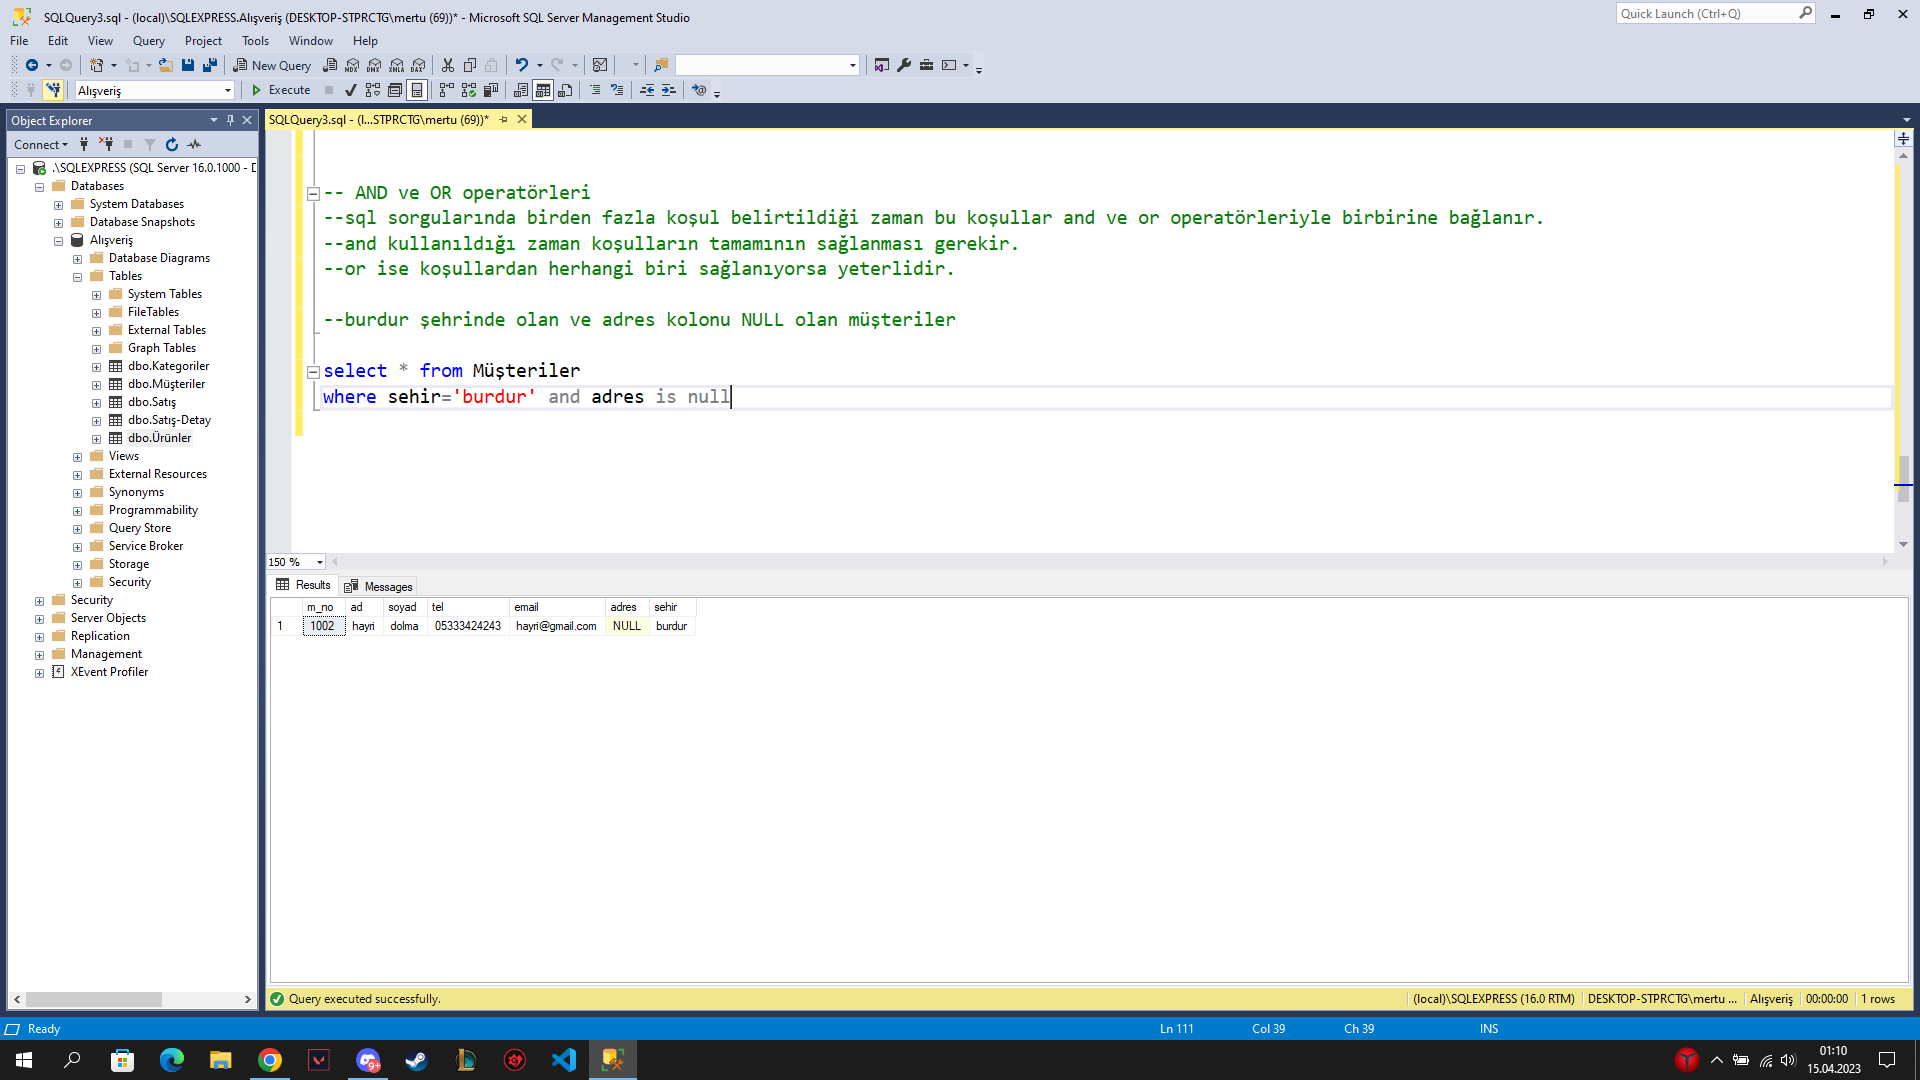 SQLQuery3.sql - (local)\SQLEXPRESS.Alışveriş (DESKTOP-STPRCTG\mertu (69))* - Microsoft SQL Server Management Studio
Quick Launch (Ctrl+Q)
File Edit View Query Project Tools Window Help
New Query
MDX DMX XMLA DAX
Alışveriş
Execute
Object Explorer
Connect
.\SQLEXPRESS (SQL Server 16.0.1000 - D
Databases
System Databases
Database Snapshots
Alışveriş
Database Diagrams
Tables
System Tables
FileTables
External Tables
Graph Tables
dbo.Kategoriler
dbo.Müşteriler
dbo.Satış
dbo.Satış-Detay
dbo.Ürünler
Views
External Resources
Synonyms
Programmability
Query Store
Service Broker
Storage
Security
Security
Server Objects
Replication
Management
XEvent Profiler
SQLQuery3.sql - (l...STPRCTG\mertu (69))*
-- AND ve OR operatörleri
--sql sorgularında birden fazla koşul belirtildiği zaman bu koşullar and ve or operatörleriyle birbirine bağlanır.
--and kullanıldığı zaman koşulların tamamının sağlanması gerekir.
--or ise koşullardan herhangi biri sağlanıyorsa yeterlidir.
--burdur şehrinde olan ve adres kolonu NULL olan müşteriler
select * from Müşteriler
where sehir='burdur' and adres is null
150 %
Results Messages
m_no ad soyad tel email adres sehir
1 1002 hayri dolma 05333424243 hayri@gmail.com NULL burdur
Query executed successfully.
(local)\SQLEXPRESS (16.0 RTM) DESKTOP-STPRCTG\mertu ... Alışveriş 00:00:00 1 rows
Ready
Ln 111 Col 39 Ch 39 INS
9+
01:10
15.04.2023